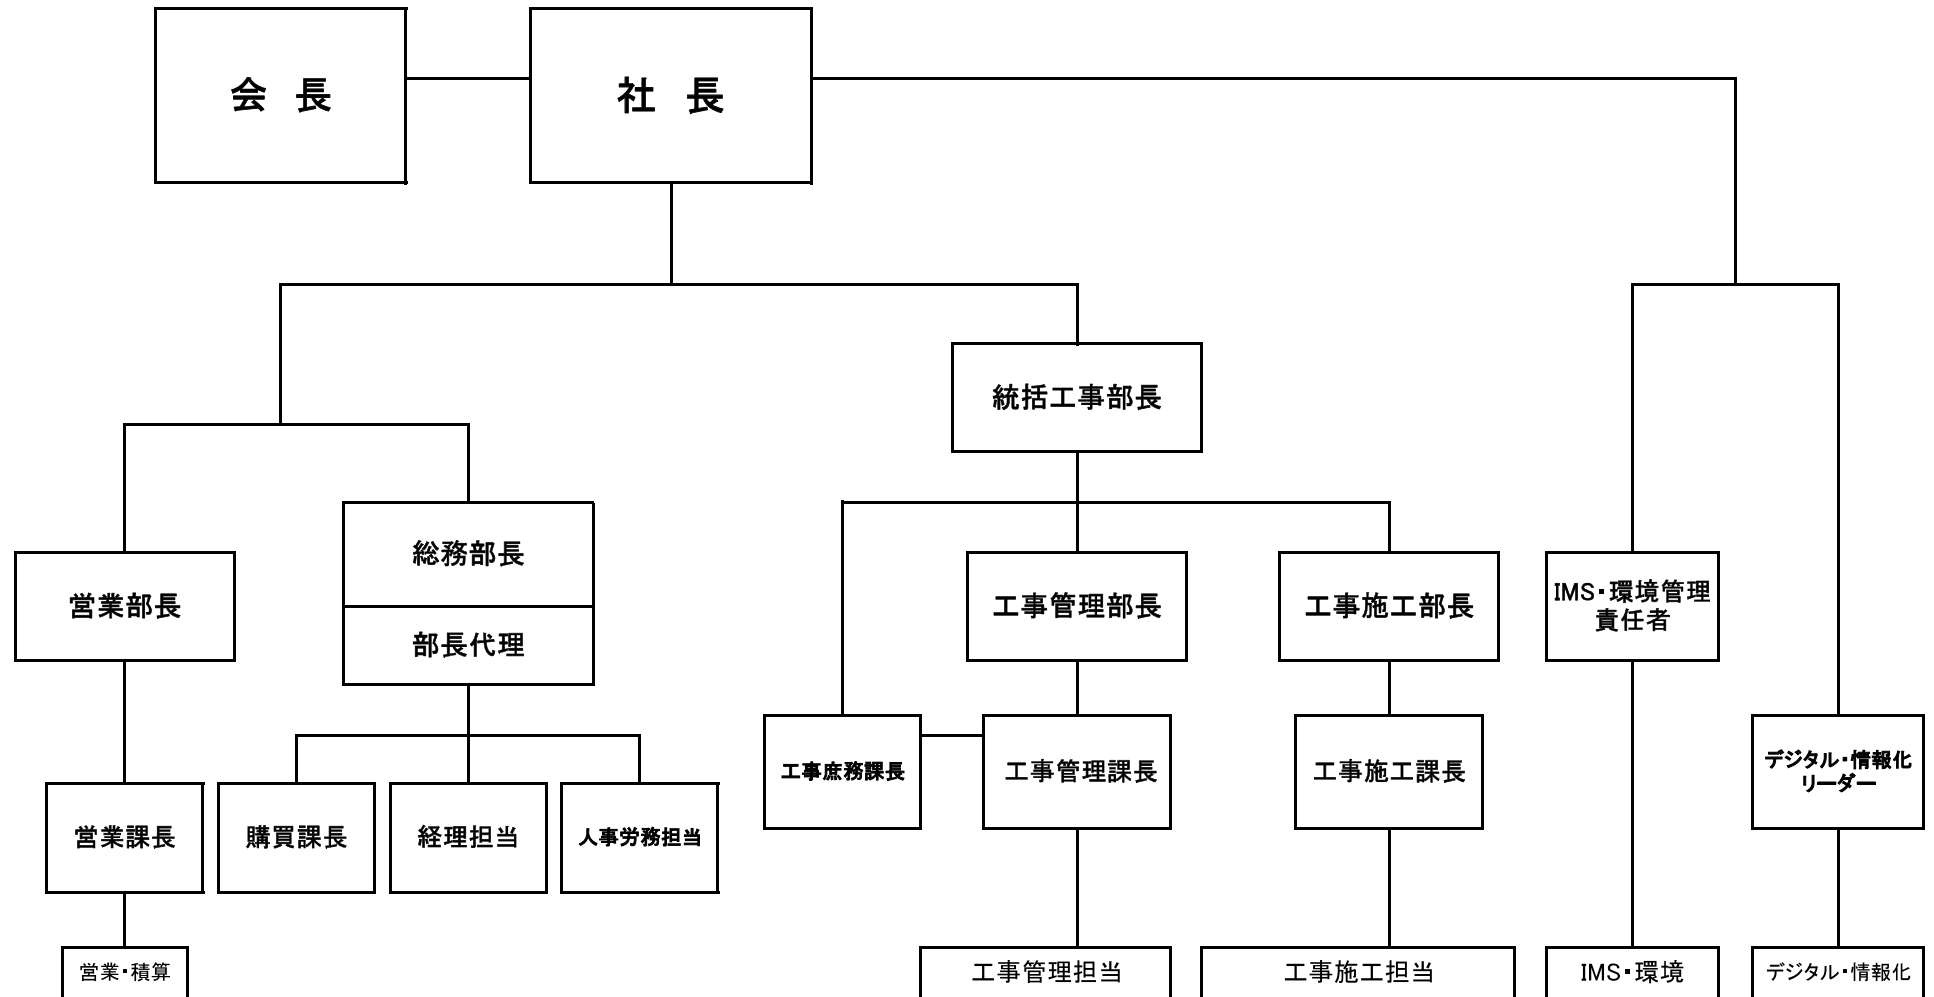 会 長
社 長
統括工事部長
総務部長
部長代理
営業部長
工事管理部長
工事施工部長
IMS・環境管理
責任者
工事庶務課長
工事管理課長
工事施工課長
デジタル・情報化
リーダー
営業課長
購買課長
経理担当
人事労務担当
営業・積算
工事管理担当
工事施工担当
IMS・環境
デジタル・情報化